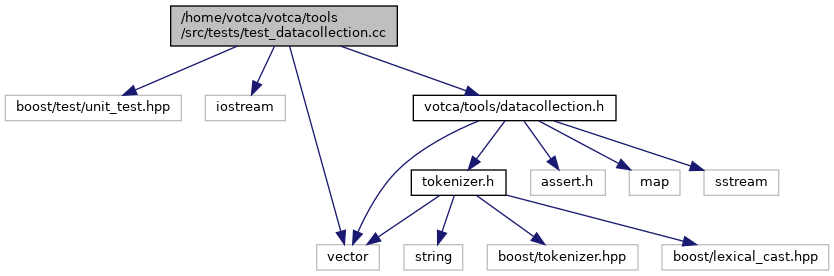 /home/votca/votca/tools
/src/tests/test_datacollection.cc
boost/test/unit_test.hpp
iostream
votca/tools/datacollection.h
tokenizer.h
assert.h
map
sstream
vector
string
boost/tokenizer.hpp
boost/lexical_cast.hpp